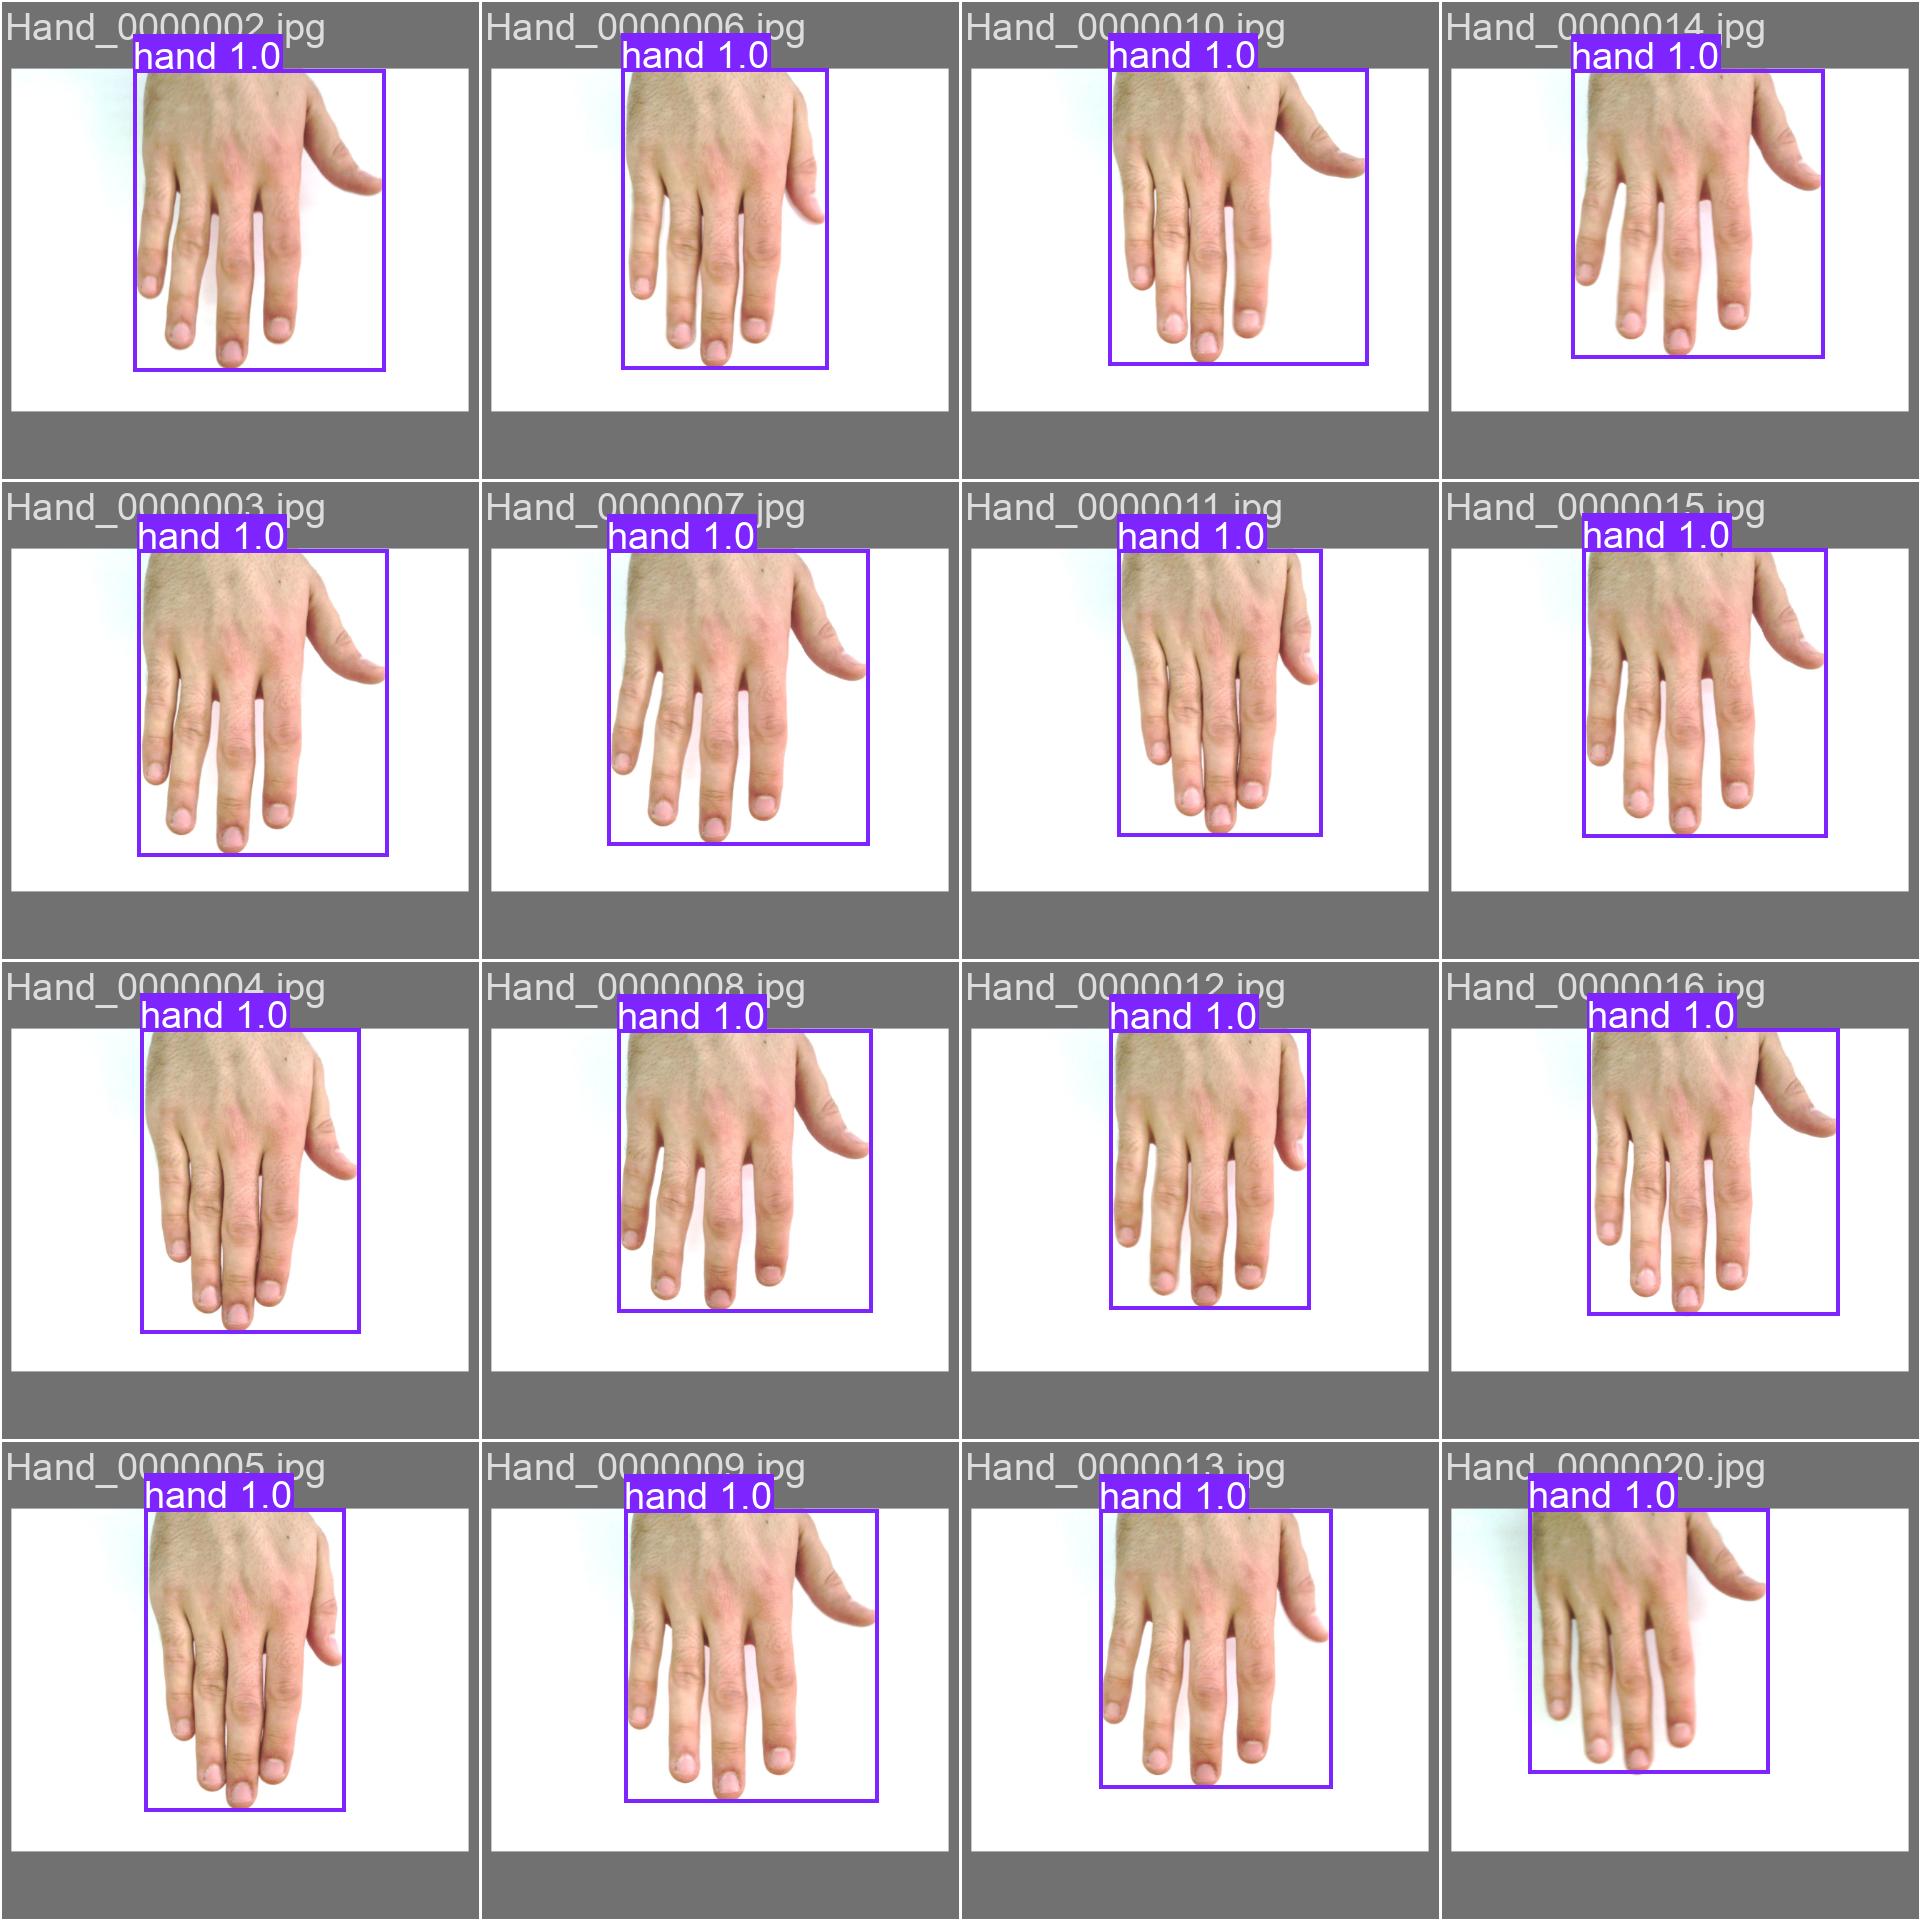 Hand_0000002.jpg
hand 1.0
Hand_0000006.jpg
hand 1.0
Hand_0000010.jpg
hand 1.0
Hand_0000014.jpg
hand 1.0
Hand_0000003.jpg
hand 1.0
Hand_0000007.jpg
hand 1.0
Hand_0000011.jpg
hand 1.0
Hand_0000015.jpg
hand 1.0
Hand_0000004.jpg
hand 1.0
Hand_0000008.jpg
hand 1.0
Hand_0000012.jpg
hand 1.0
Hand_0000016.jpg
hand 1.0
Hand_0000005.jpg
hand 1.0
Hand_0000009.jpg
hand 1.0
Hand_0000013.jpg
hand 1.0
Hand_0000020.jpg
hand 1.0